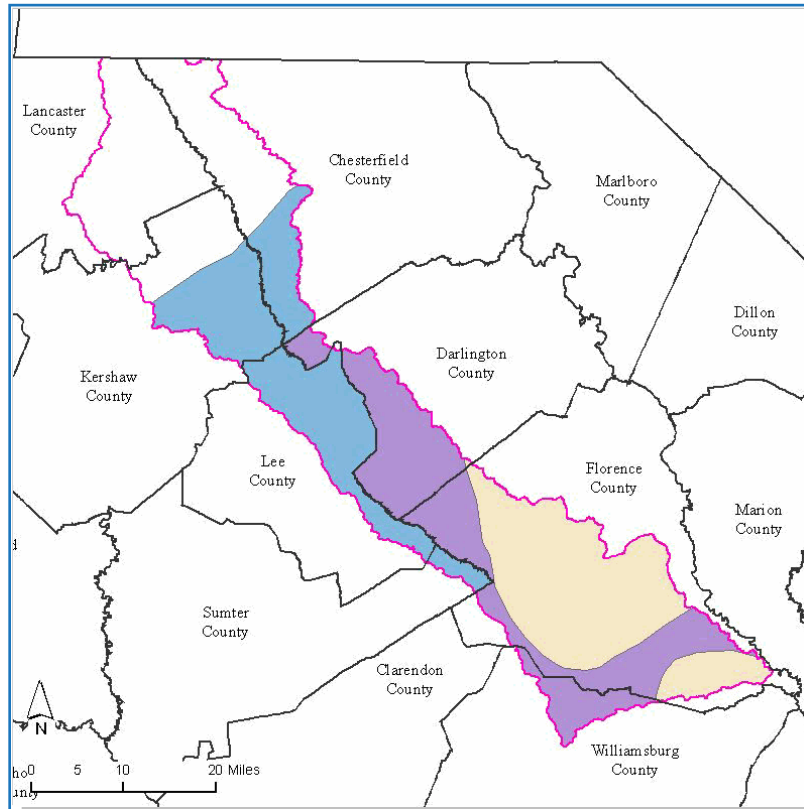 Lancaster
County
Chesterfield
County
Marlboro
County
Dillon
County
Darlington
County
Kershaw
County
Lee
County
Florence
County
Marion
County
d
Sumter
County
Clarendon
County
Williamsburg
County
N
0 5 10 20 Miles